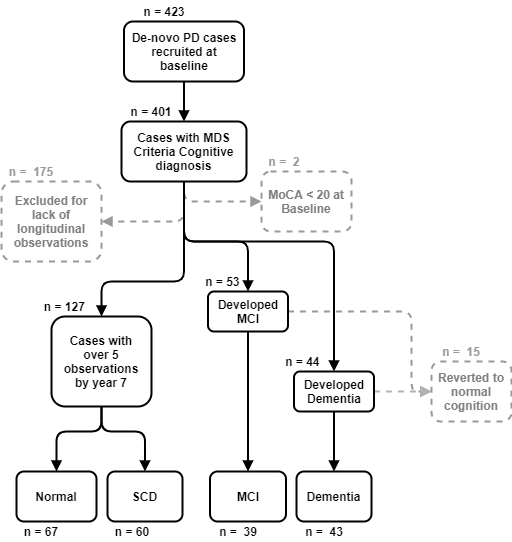 n = 423
De-novo PD cases
recruited at
baseline
n = 401
Cases with MDS
Criteria Cognitive
diagnosis
n = 2
MoCA < 20 at
Baseline
n = 175
Excluded for
lack of
longitudinal
observations
n = 53
Developed
MCI
n = 127
Cases with
over 5
observations
by year 7
n = 44
Developed
Dementia
n = 15
Reverted to
normal
cognition
Normal
SCD
MCI
Dementia
n = 67
n = 60
n = 39
n = 43